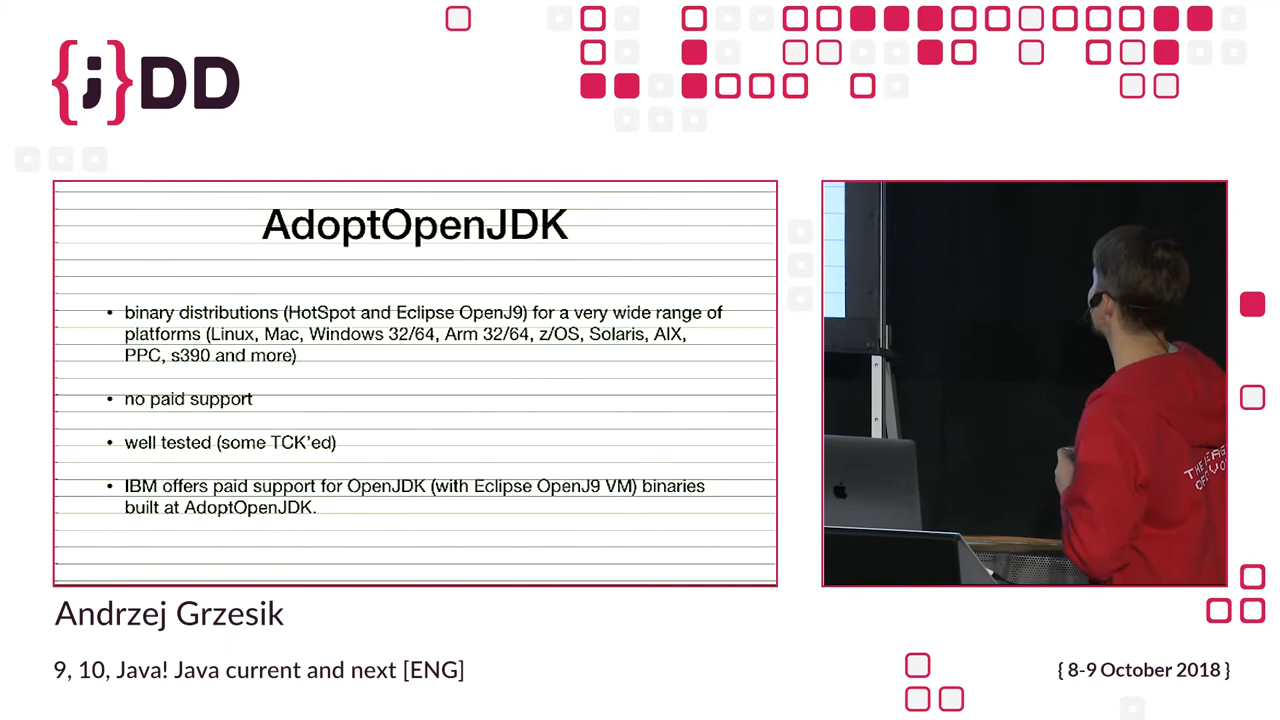 {j}DD
AdoptOpenJDK
• binary distributions (HotSpot and Eclipse OpenJ9) for a very wide range of
platforms (Linux, Mac, Windows 32/64, Arm 32/64, z/OS, Solaris, AIX,
PPC, s390 and more)
• no paid support
• well tested (some TCK'ed)
• IBM offers paid support for OpenJDK (with Eclipse OpenJ9 VM) binaries
built at AdoptOpenJDK.
Andrzej Grzesik
9, 10, Java! Java current and next [ENG]
{ 8-9 October 2018 }